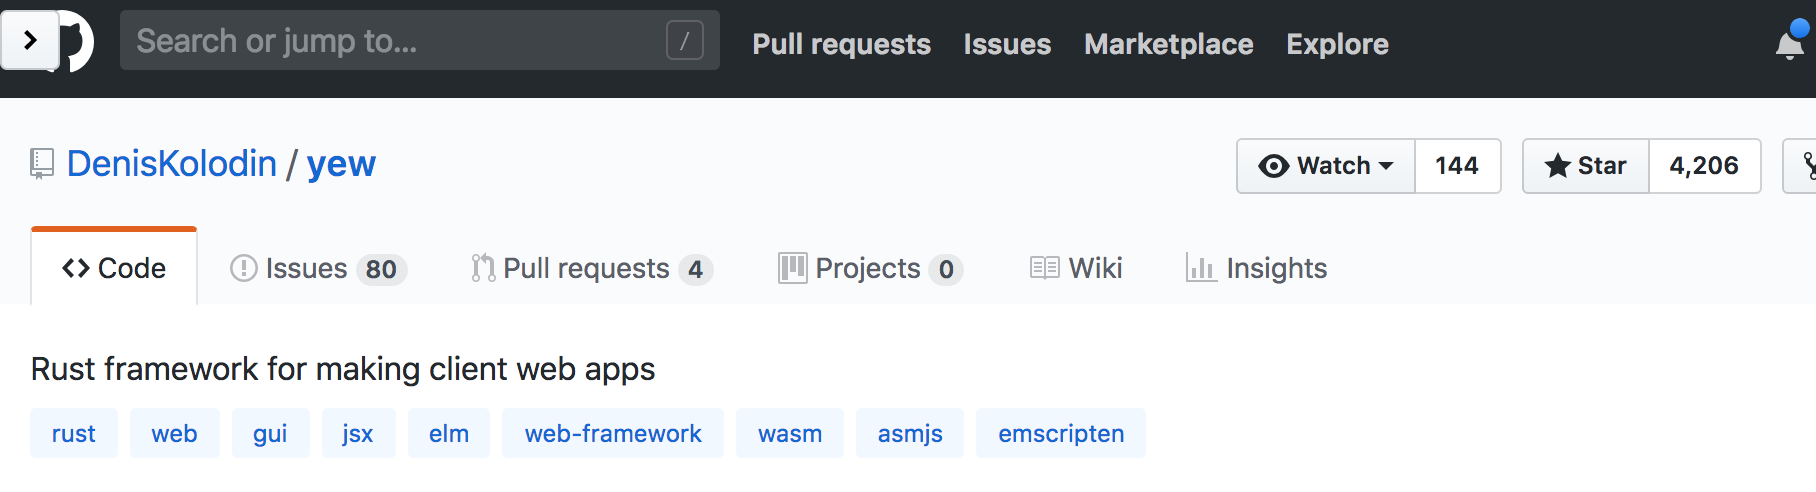 Search or jump to... /
Pull requests Issues Marketplace Explore
DenisKolodin / yew
Watch 144 Star 4,206
Code Issues 80 Pull requests 4 Projects 0 Wiki Insights
Rust framework for making client web apps
rust web gui jsx elm web-framework wasm asmjs emscripten